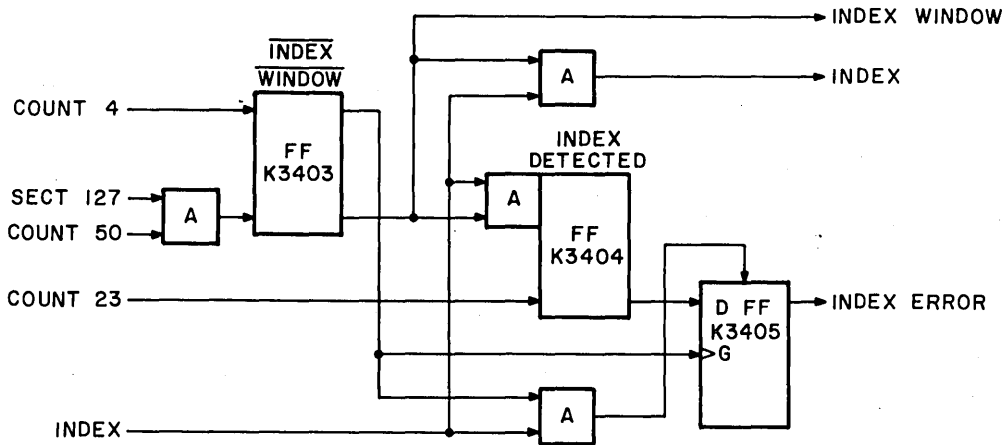 INDEX WINDOW
INDEX
WINDOW
A
INDEX
COUNT 4
FF
K3403
INDEX
DETECTED
SECT 127
A
A
COUNT 50
FF
K3404
COUNT 23
D FF
K3405
INDEX ERROR
G
A
INDEX